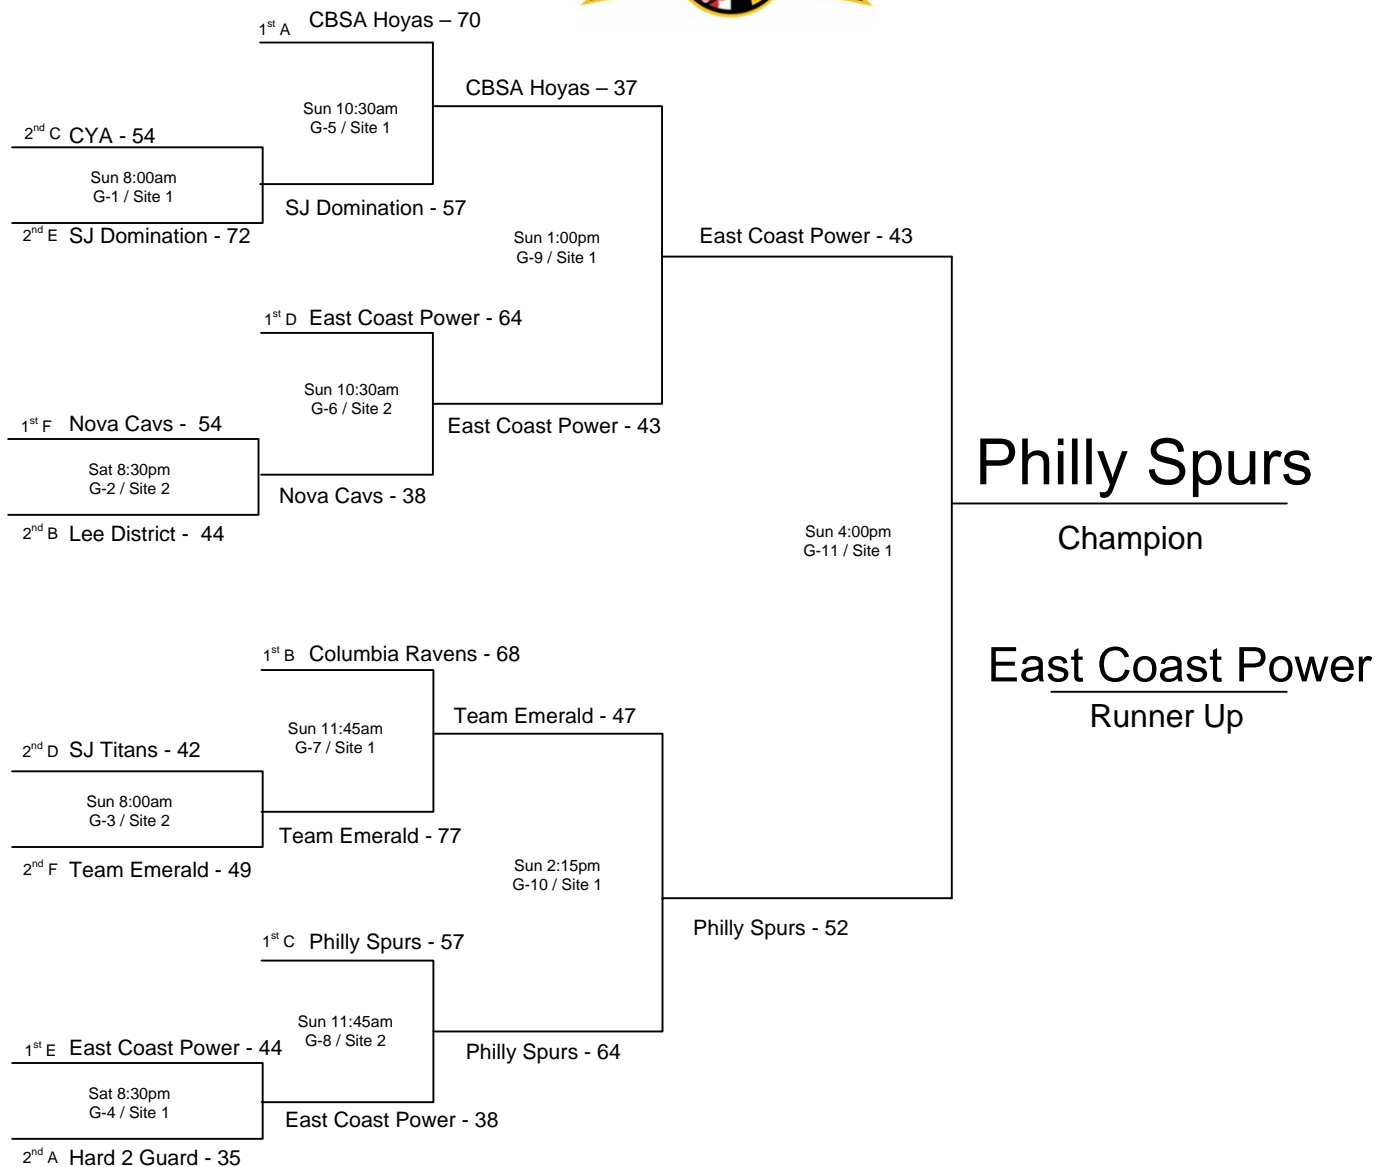 1st A CBSA Hoyas – 70
CBSA Hoyas – 37
Sun 10:30am
G-5 / Site 1
2nd C CYA - 54
Sun 8:00am
G-1 / Site 1
SJ Domination - 57
2nd E SJ Domination - 72
Sun 1:00pm
G-9 / Site 1
East Coast Power - 43
1st D East Coast Power - 64
Sun 10:30am
G-6 / Site 2
1st F Nova Cavs - 54
East Coast Power - 43
Sat 8:30pm
G-2 / Site 2
Nova Cavs - 38
2nd B Lee District - 44
Philly Spurs
Champion
Sun 4:00pm
G-11 / Site 1
1st B Columbia Ravens - 68
East Coast Power
Runner Up
Team Emerald - 47
Sun 11:45am
G-7 / Site 1
2nd D SJ Titans - 42
Sun 8:00am
G-3 / Site 2
Team Emerald - 77
2nd F Team Emerald - 49
Sun 2:15pm
G-10 / Site 1
Philly Spurs - 52
1st C Philly Spurs - 57
Sun 11:45am
G-8 / Site 2
1st E East Coast Power - 44
Philly Spurs - 64
Sat 8:30pm
G-4 / Site 1
East Coast Power - 38
2nd A Hard 2 Guard - 35